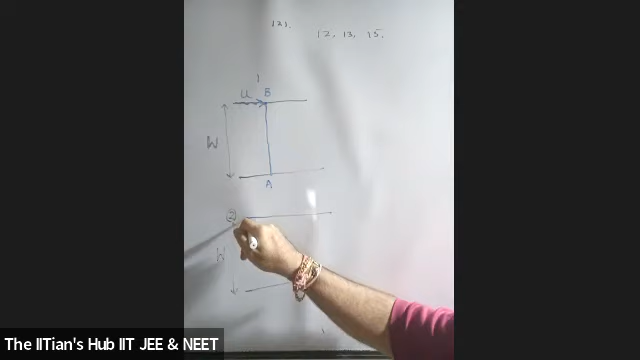 121.
12, 13, 15.
1
U B
W
A
2
W
The IITian's Hub IIT JEE & NEET